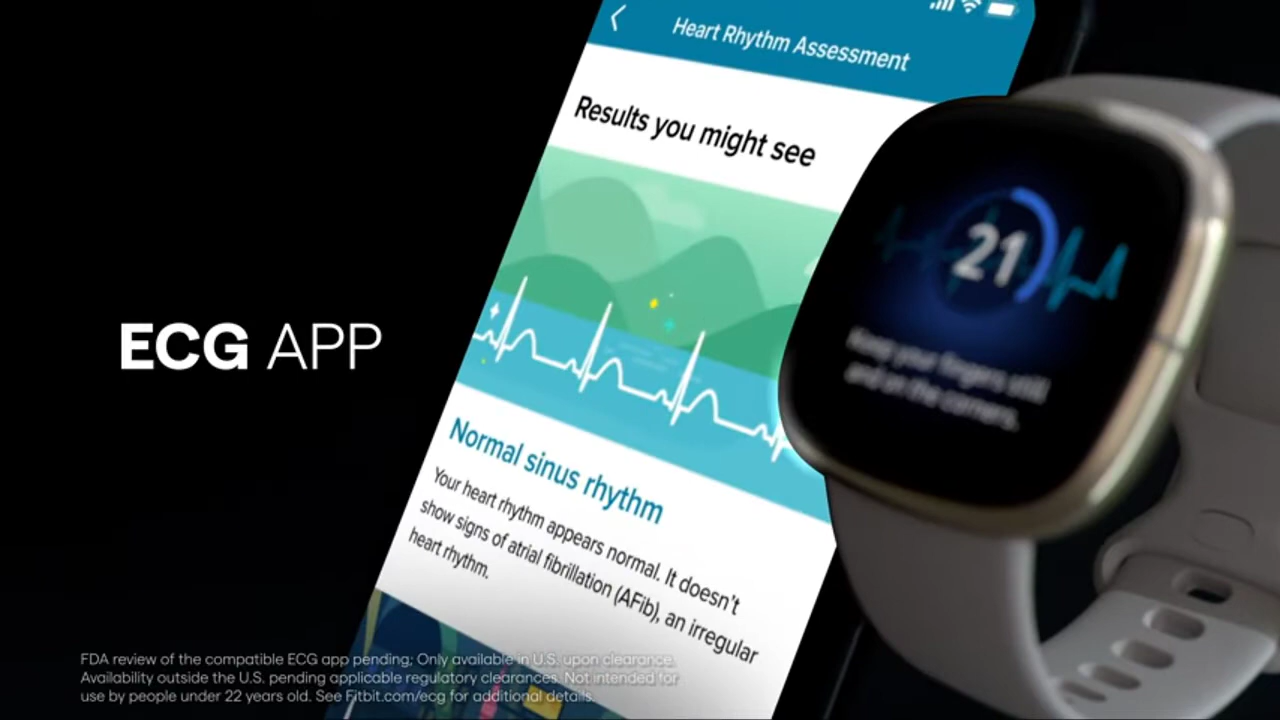 Heart Rhythm Assessment
Results you might see
21
Keep your fingers still
and on the corners.
ECG APP
Normal sinus rhythm
Your heart rhythm appears normal. It doesn't
show signs of atrial fibrillation (AFib), an irregular
heart rhythm.
FDA review of the compatible ECG app pending; Only available in U.S. upon clearance.
Availability outside the U.S. pending applicable regulatory clearances. Not intended for
use by people under 22 years old. See Fitbit.com/ecg for additional details.